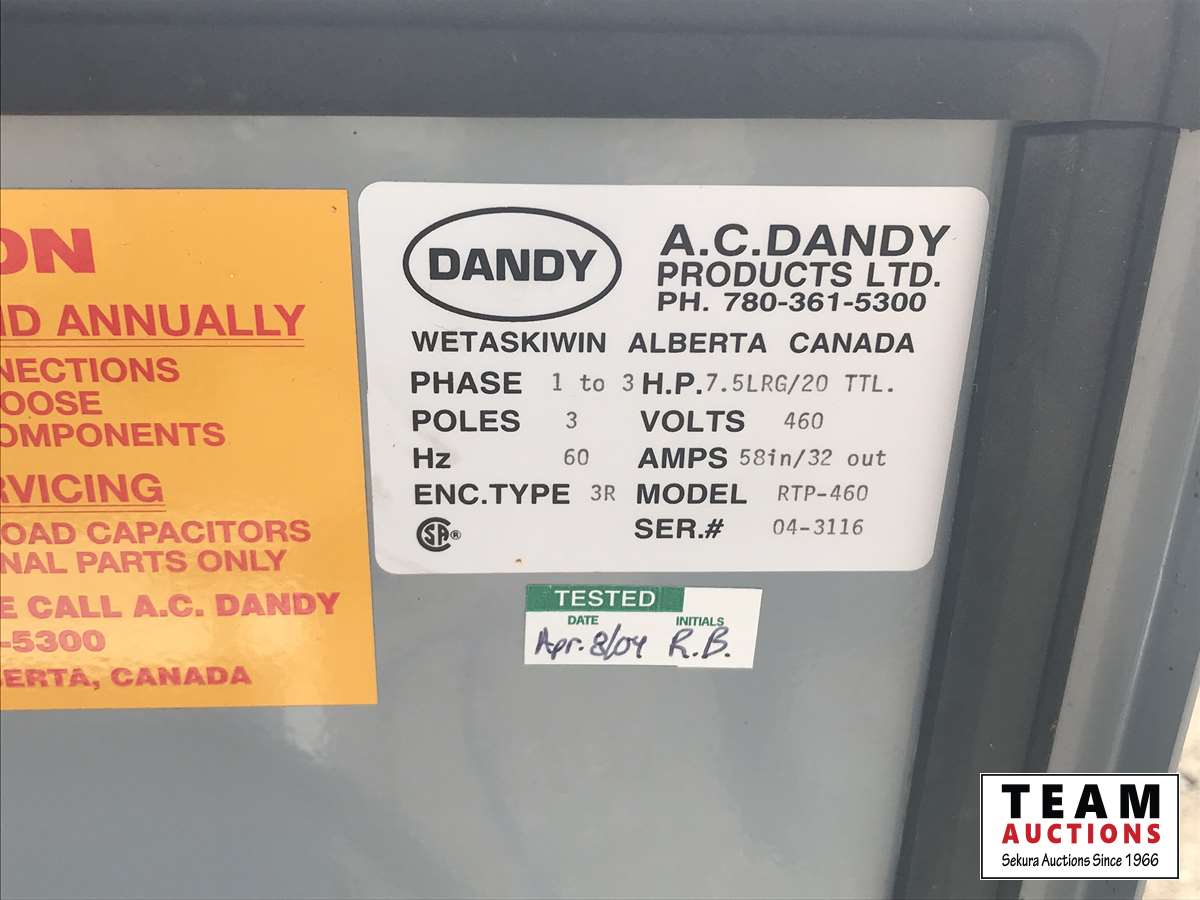 ND ANNUALLY
OOSE
OMPONENTS
RVICING
OAD CAPACITORS
NAL PARTS ONLY
E CALL A.C. DANDY
-5300
BERTA, CANADA
DANDY
A.C.DANDY
PRODUCTS LTD.
PH. 780-361-5300
WETASKIWIN ALBERTA CANADA
PHASE 1 to 3 H.P. 7.5LRG/20 TTL.
POLES 3 VOLTS 460
Hz 60 AMPS 58in/32 out
ENC.TYPE 3R MODEL RTP-460
SA® SER.# 04-3116
TESTED
DATE INITIALS
Apr. 8/04 R.B.
TEAM
AUCTIONS
Sekura Auctions Since 1966